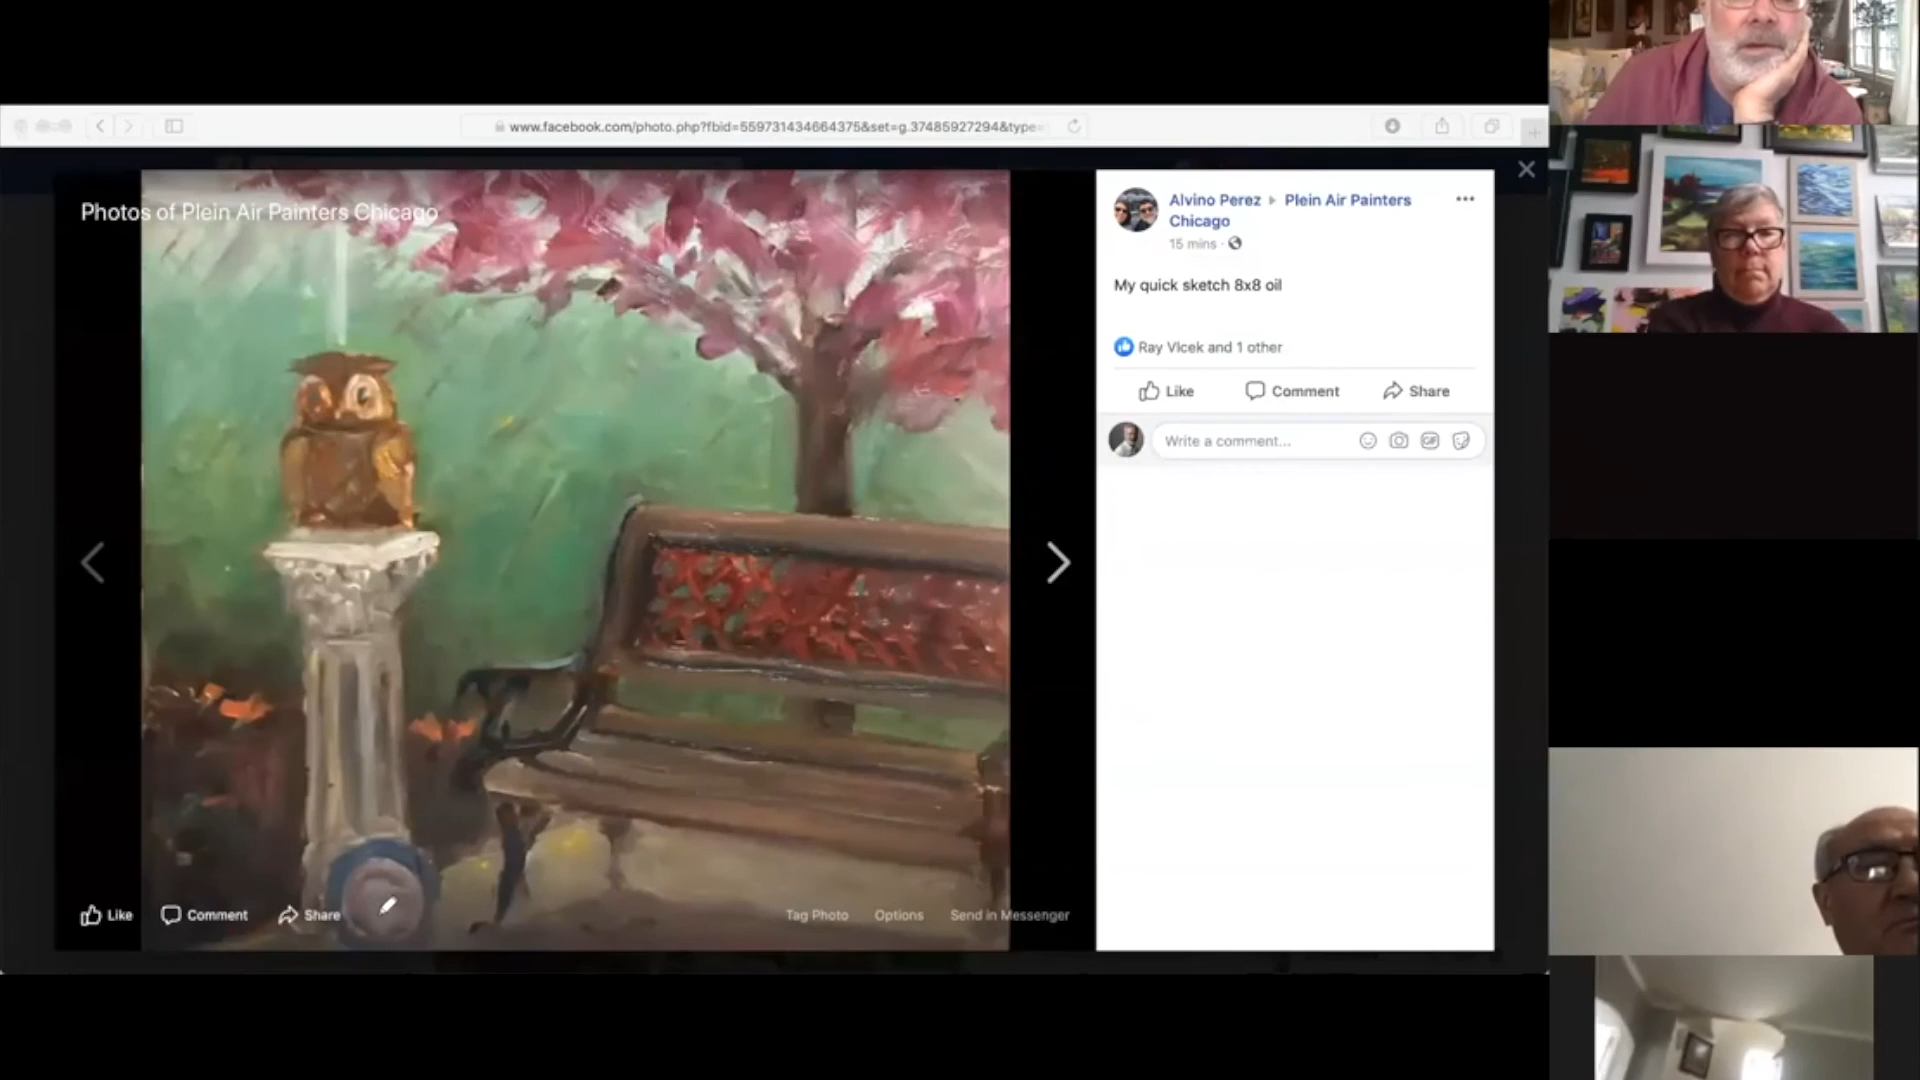 www.facebook.com/photo.php?fbid=559731434664375&set=g.37485927294&type=
Photos of Plein Air Painters Chicago
Alvino Perez ▸ Plein Air Painters
Chicago
15 mins ·
My quick sketch 8x8 oil
Ray Vlcek and 1 other
Like Comment Share
Write a comment...
GIF
Like Comment Share
Tag Photo Options Send in Messenger